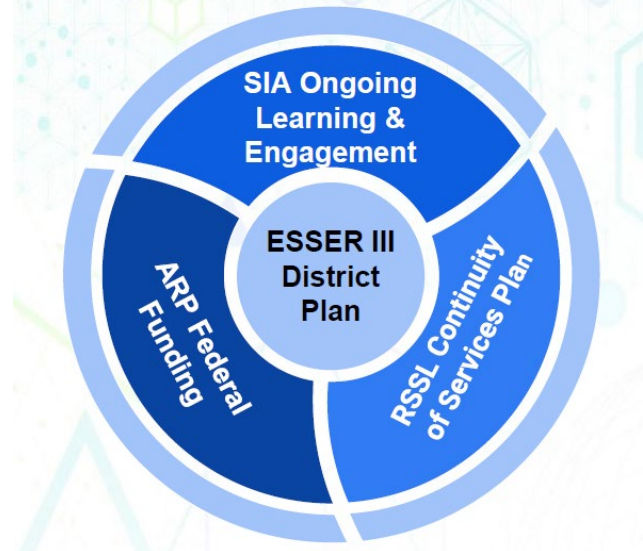 SIA Ongoing
Learning &
Engagement
ESSER III
District
Plan
ARP Federal
Funding
RSSL Continuity
of Services Plan